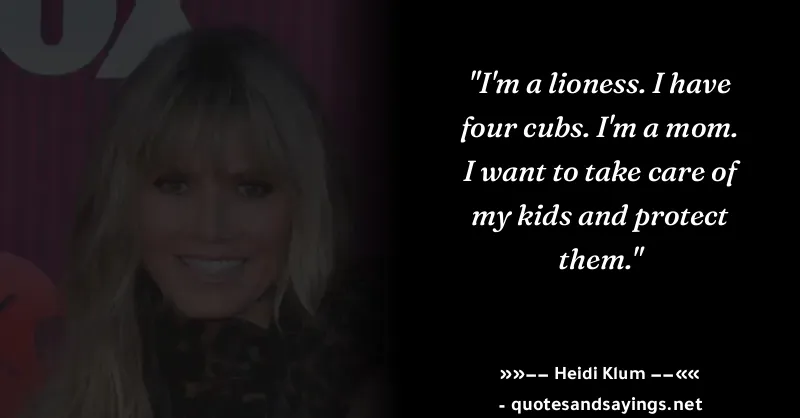 "I'm a lioness. I have
four cubs. I'm a mom.
I want to take care of
my kids and protect
them."
»»–– Heidi Klum ––««
- quotesandsayings.net